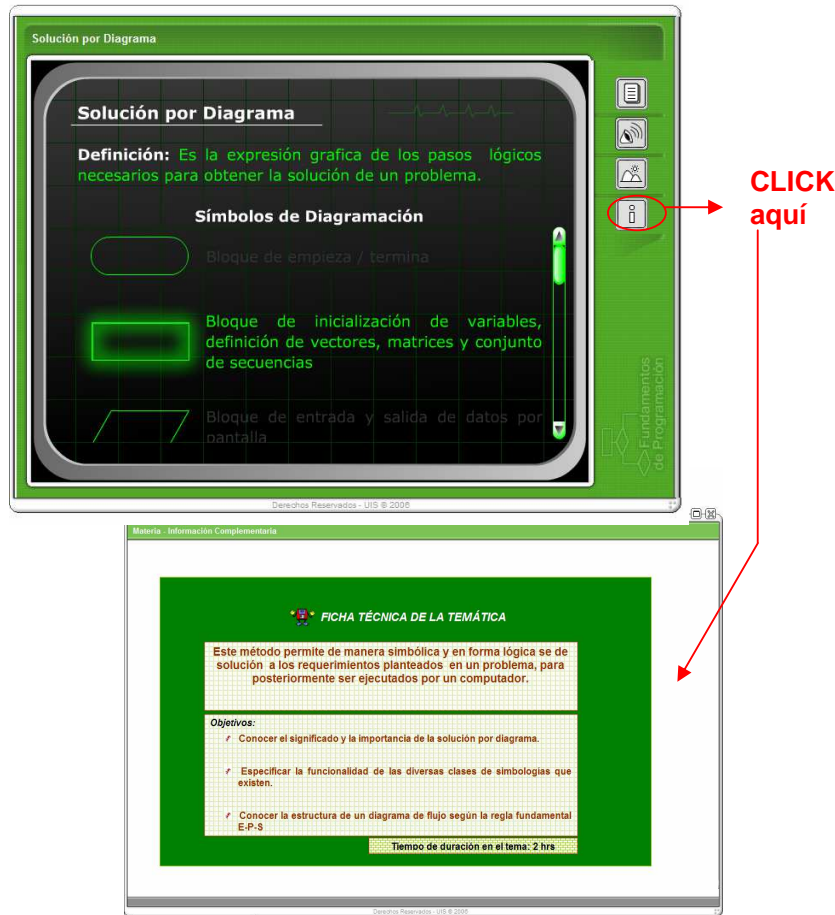 Solución por Diagrama
Solución por Diagrama
Definición: Es la expresión grafica de los pasos lógicos
necesarios para obtener la solución de un problema.
Símbolos de Diagramación
Bloque de empieza / termina
Bloque de inicialización de variables,
definición de vectores, matrices y conjunto
de secuencias
Bloque de entrada y salida de datos por
pantalla
Fundamentos
de Programación
Derechos Reservados - UIS © 2006
CLICK
aquí
Materia - Información Complementaria
FICHA TÉCNICA DE LA TEMÁTICA
Este método permite de manera simbólica y en forma lógica se de
solución a los requerimientos planteados en un problema, para
posteriormente ser ejecutados por un computador.
Objetivos:
Conocer el significado y la importancia de la solución por diagrama.
Especificar la funcionalidad de las diversas clases de simbologías que
existen.
Conocer la estructura de un diagrama de flujo según la regla fundamental
E-P-S
Tiempo de duración en el tema: 2 hrs
Derechos Reservados - UIS © 2006